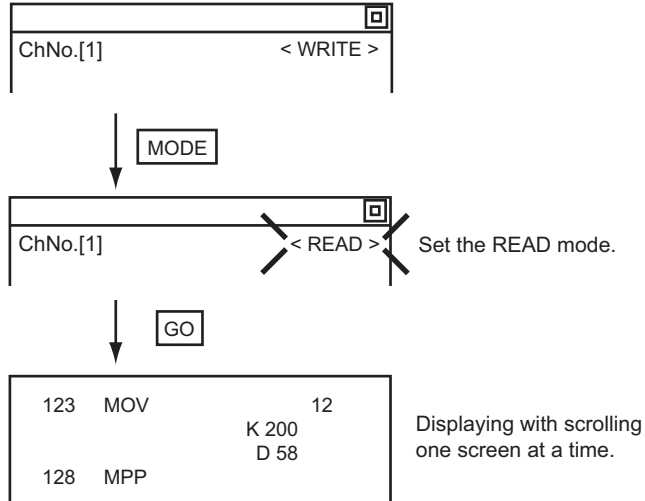 ChNo.[1] < WRITE >
MODE
ChNo.[1] < READ > Set the READ mode.
GO
123 MOV 12
K 200
D 58
128 MPP
Displaying with scrolling
one screen at a time.